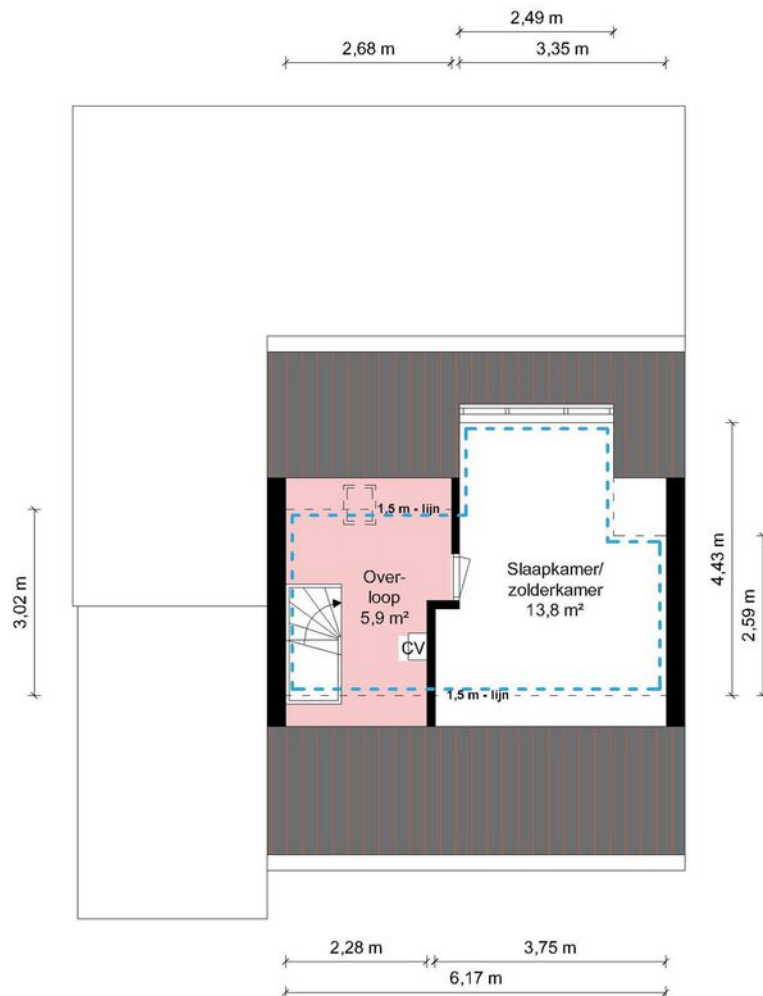 2,49 m
2,68 m
3,35 m
1,5 m - lijn
Over-
loop
5,9 m²
Slaapkamer/
zolderkamer
13,8 m²
3,02 m
4,43 m
2,59 m
CV
1,5 m - lijn
2,28 m
3,75 m
6,17 m